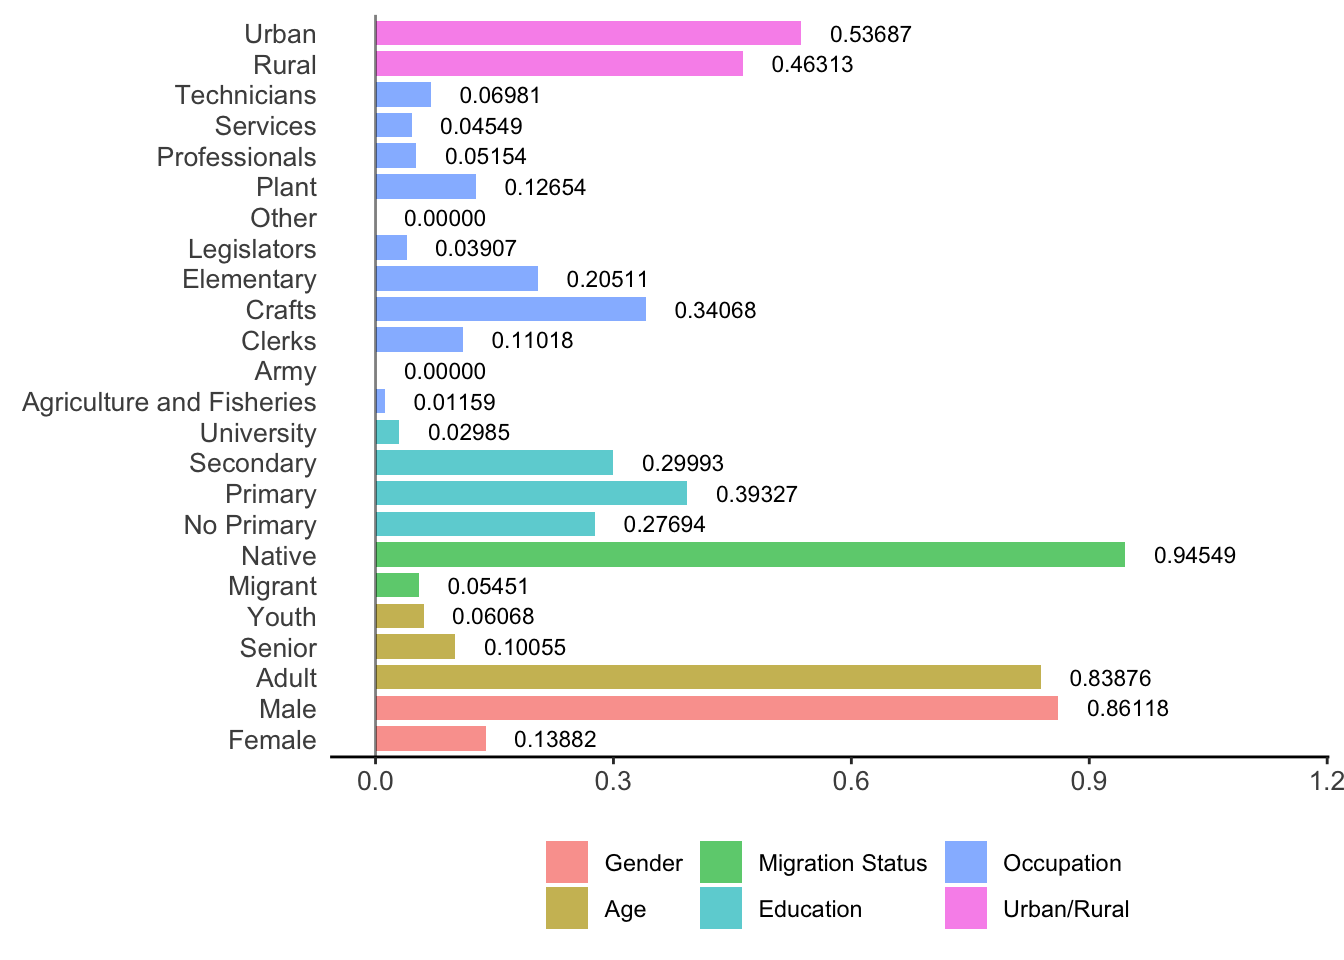 Urban 0.53687
Rural 0.46313
Technicians 0.06981
Services 0.04549
Professionals 0.05154
Plant 0.12654
Other 0.00000
Legislators 0.03907
Elementary 0.20511
Crafts 0.34068
Clerks 0.11018
Army 0.00000
Agriculture and Fisheries 0.01159
University 0.02985
Secondary 0.29993
Primary 0.39327
No Primary 0.27694
Native 0.94549
Migrant 0.05451
Youth 0.06068
Senior 0.10055
Adult 0.83876
Male 0.86118
Female 0.13882
0.0 0.3 0.6 0.9 1.2
Gender Migration Status Occupation
Age Education Urban/Rural